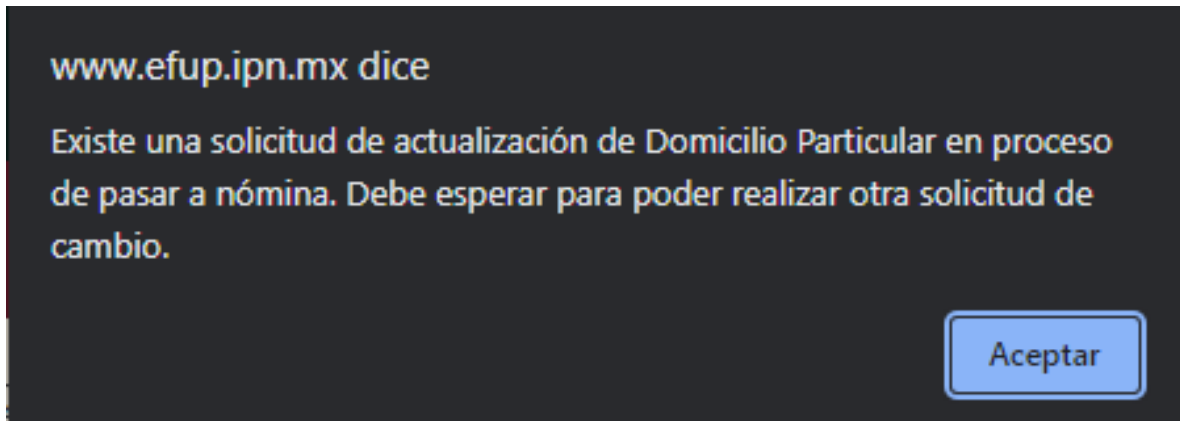 www.efup.ipn.mx dice
Existe una solicitud de actualización de Domicilio Particular en proceso
de pasar a nómina. Debe esperar para poder realizar otra solicitud de
cambio.
Aceptar